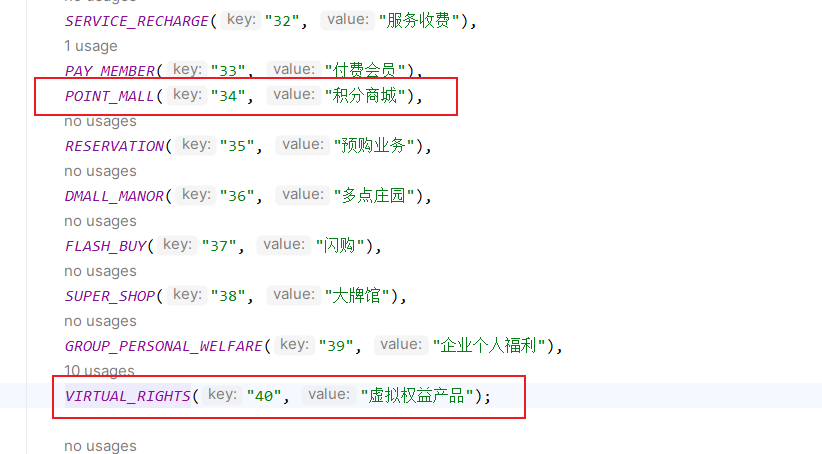 no usages
SERVICE_RECHARGE( key: "32", value: "服务收费"),
1 usage
PAY_MEMBER( key: "33", value: "付费会员"),
POINT_MALL( key: "34", value: "积分商城"),
no usages
RESERVATION( key: "35", value: "预购业务"),
no usages
DMALL_MANOR( key: "36", value: "多点庄园"),
no usages
FLASH_BUY( key: "37", value: "闪购"),
no usages
SUPER_SHOP( key: "38", value: "大牌馆"),
no usages
GROUP_PERSONAL_WELFARE( key: "39", value: "企业个人福利"),
10 usages
VIRTUAL_RIGHTS( key: "40", value: "虚拟权益产品");
no usages